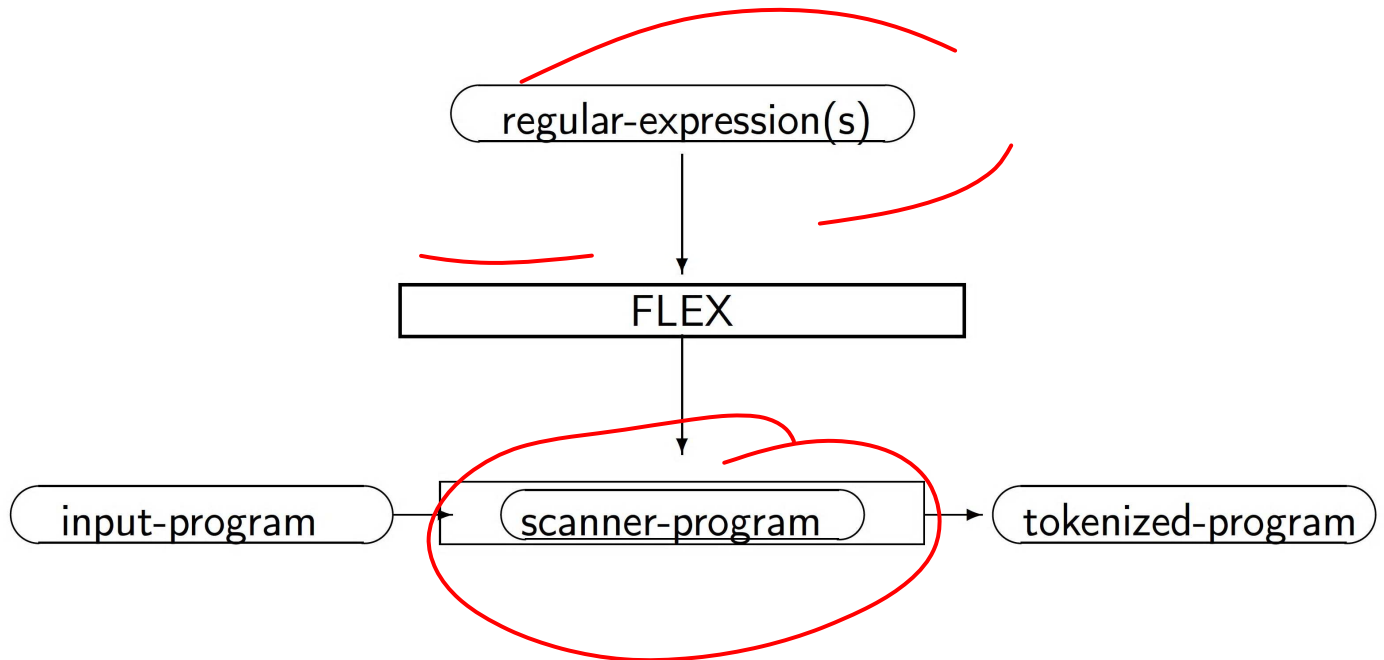 regular-expression(s)
FLEX
input-program
scanner-program
tokenized-program